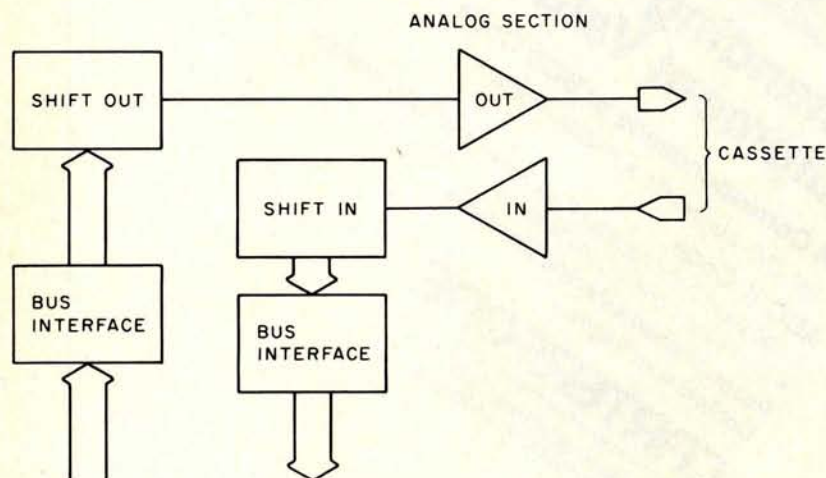 ANALOG SECTION
SHIFT OUT
OUT
CASSETTE
SHIFT IN
IN
BUS
INTERFACE
BUS
INTERFACE